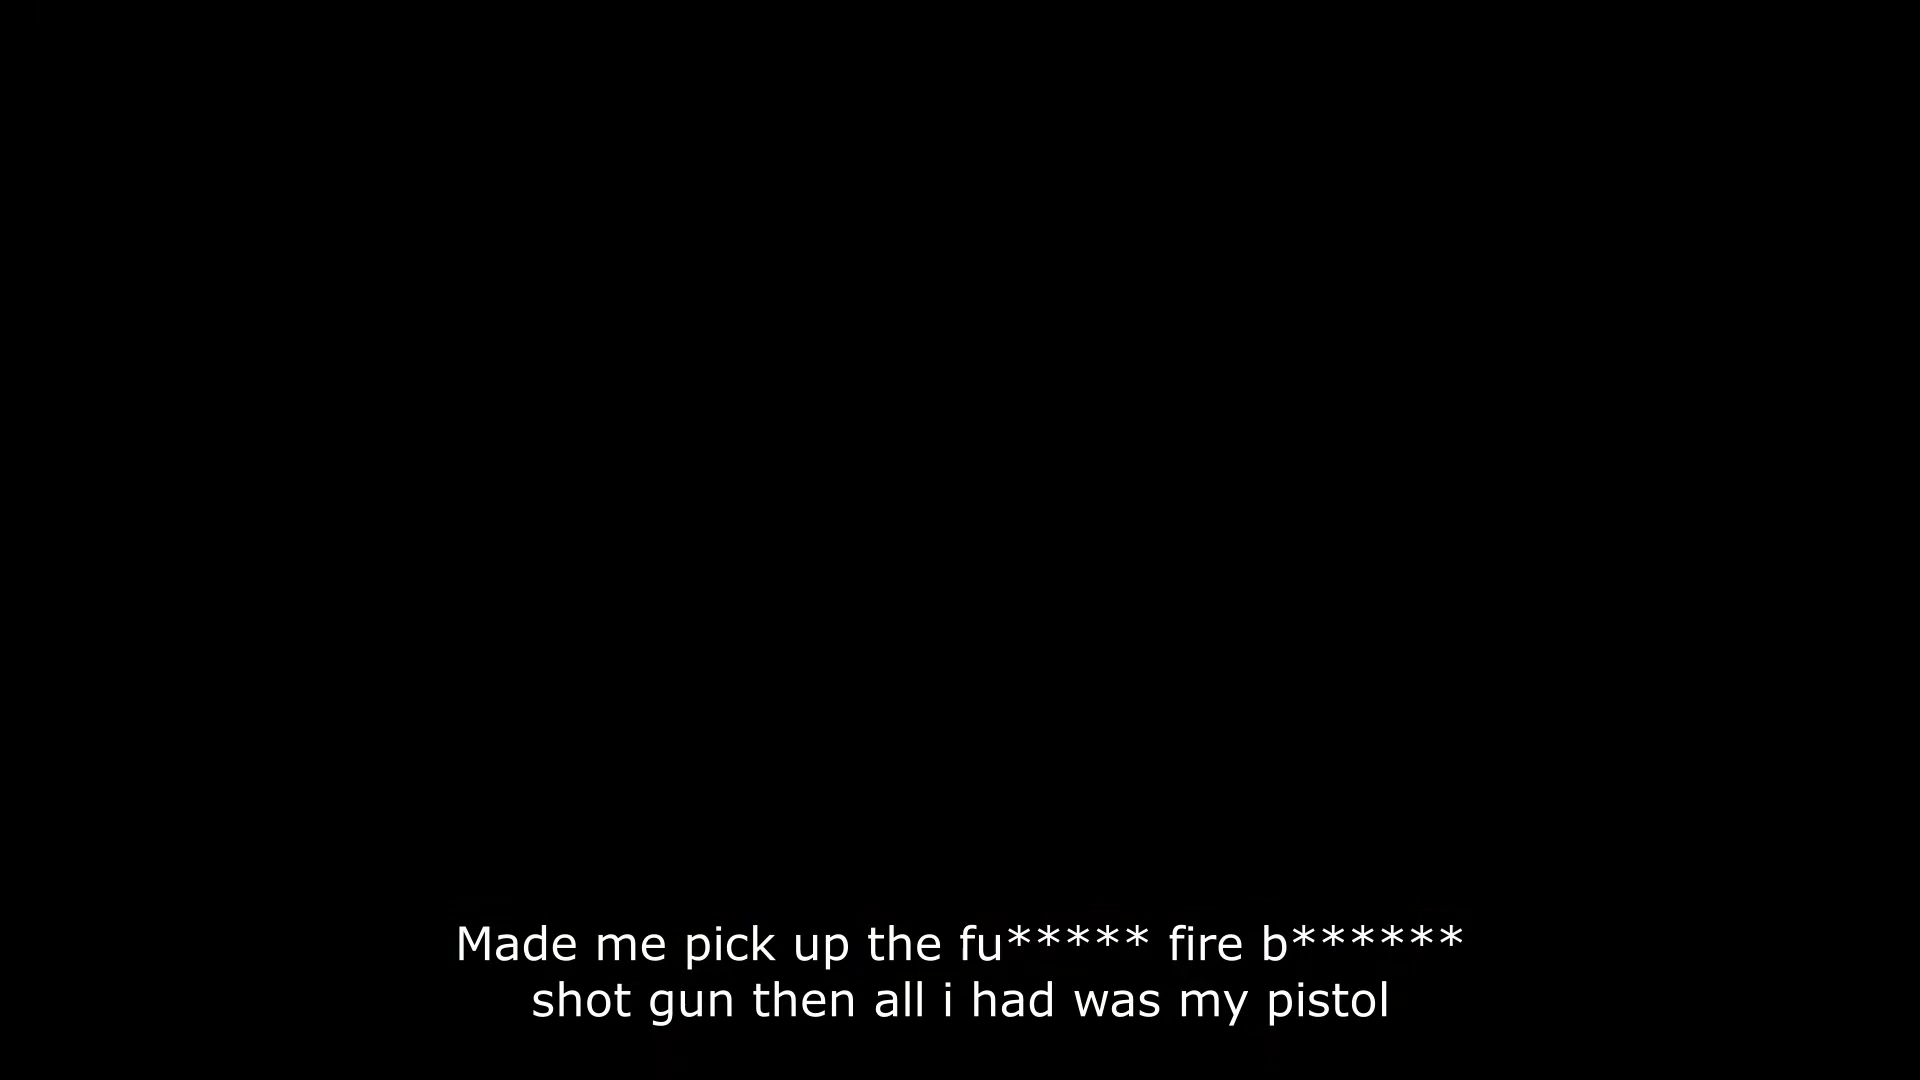 Made me pick up the fu***** fire b******
shot gun then all i had was my pistol